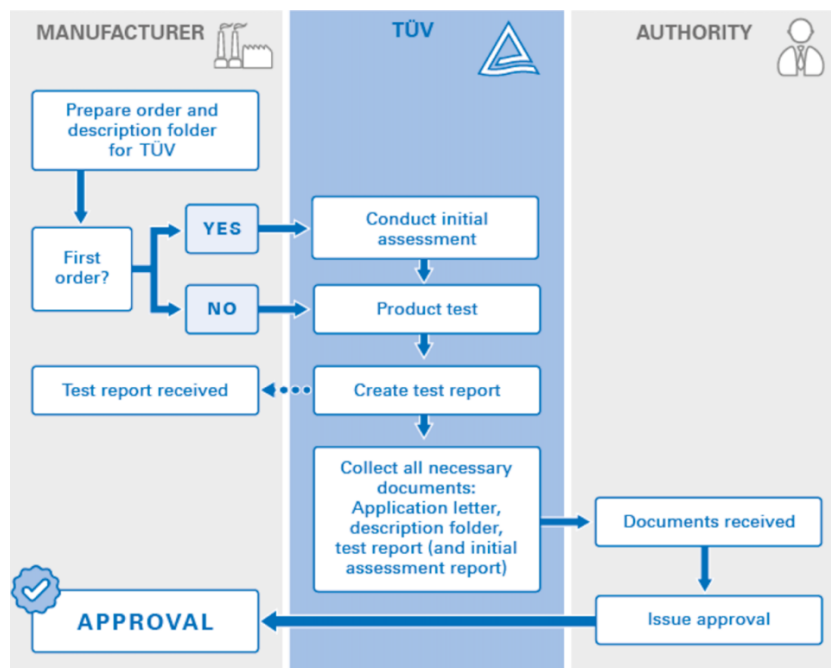 MANUFACTURER
TÜV
AUTHORITY
Prepare order and
description folder
for TÜV
First
order?
YES
NO
Conduct initial
assessment
Product test
Test report received
Create test report
Collect all necessary
documents:
Application letter,
description folder,
test report (and initial
assessment report)
Documents received
Issue approval
APPROVAL